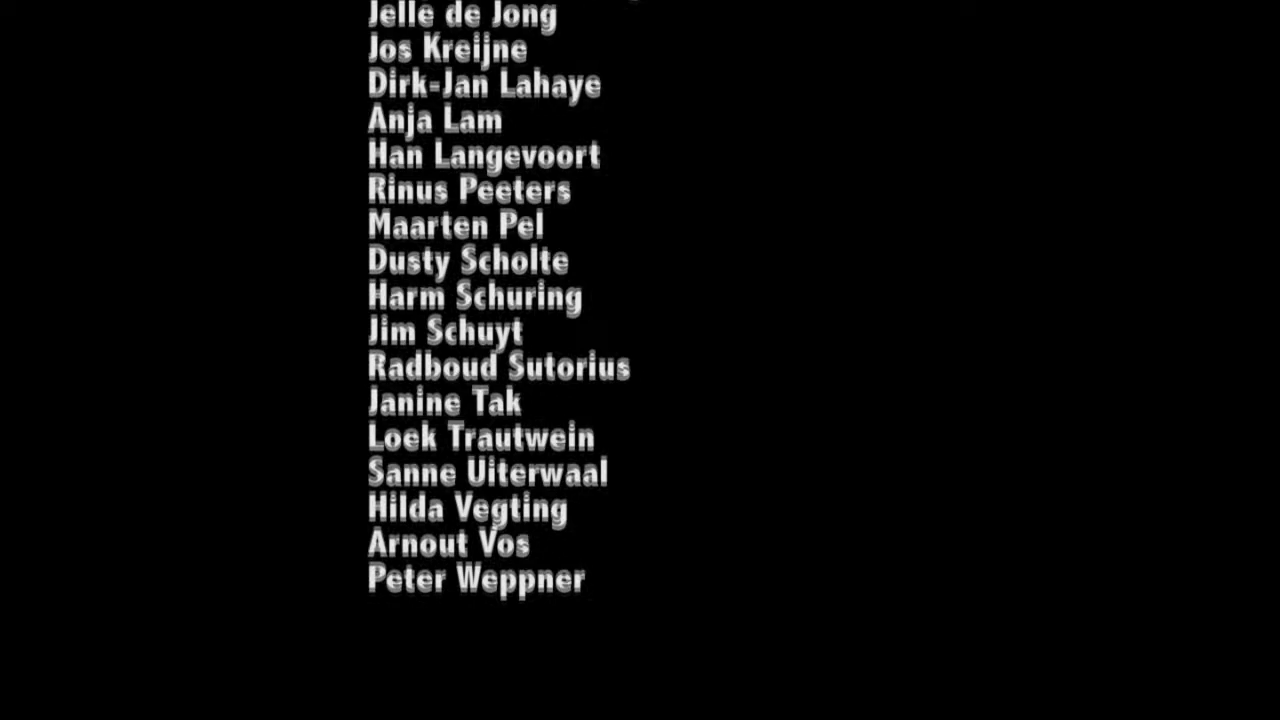 Jelle de Jong
Jos Kreijne
Dirk-Jan Lahaye
Anja Lam
Han Langevoort
Rinus Peeters
Maarten Pel
Dusty Scholte
Harm Schuring
Jim Schuyt
Radboud Sutorius
Janine Tak
Loek Trautwein
Sanne Uiterwaal
Hilda Vegting
Arnout Vos
Peter Weppner